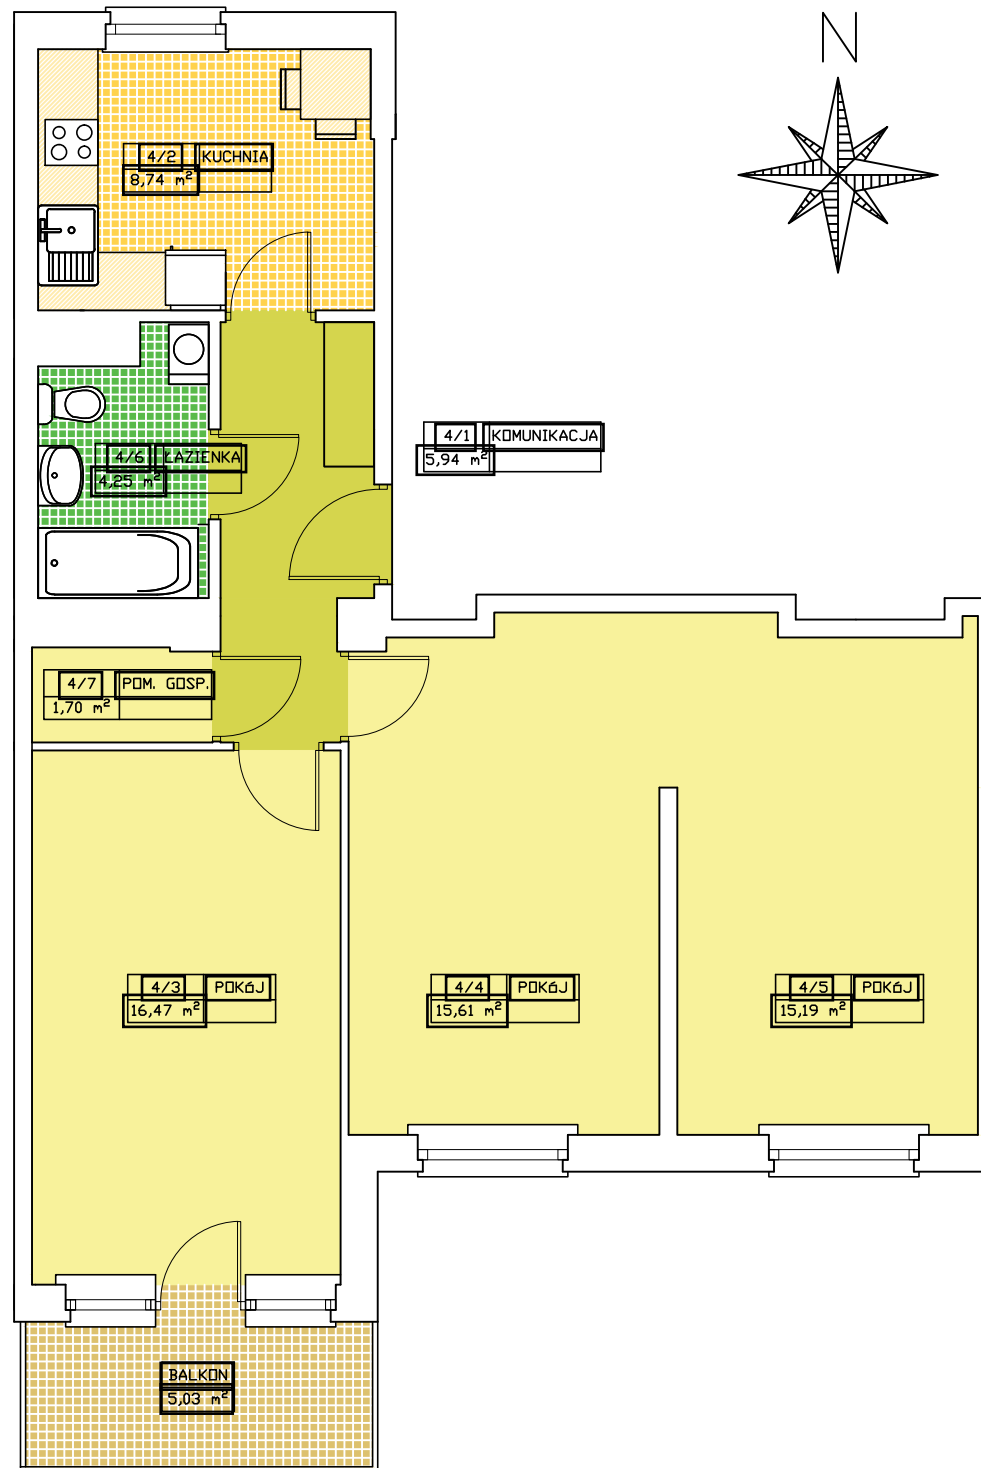 N
4/2 KUCHNIA
8,74 m²
4/1 KOMUNIKACJA
5,94 m²
4/6 ŁAZIENKA
4,25 m²
4/7 POM. GOSP.
1,70 m²
4/3 POKóJ
16,47 m²
4/4 POKóJ
15,61 m²
4/5 POKóJ
15,19 m²
BALKON
5,03 m²